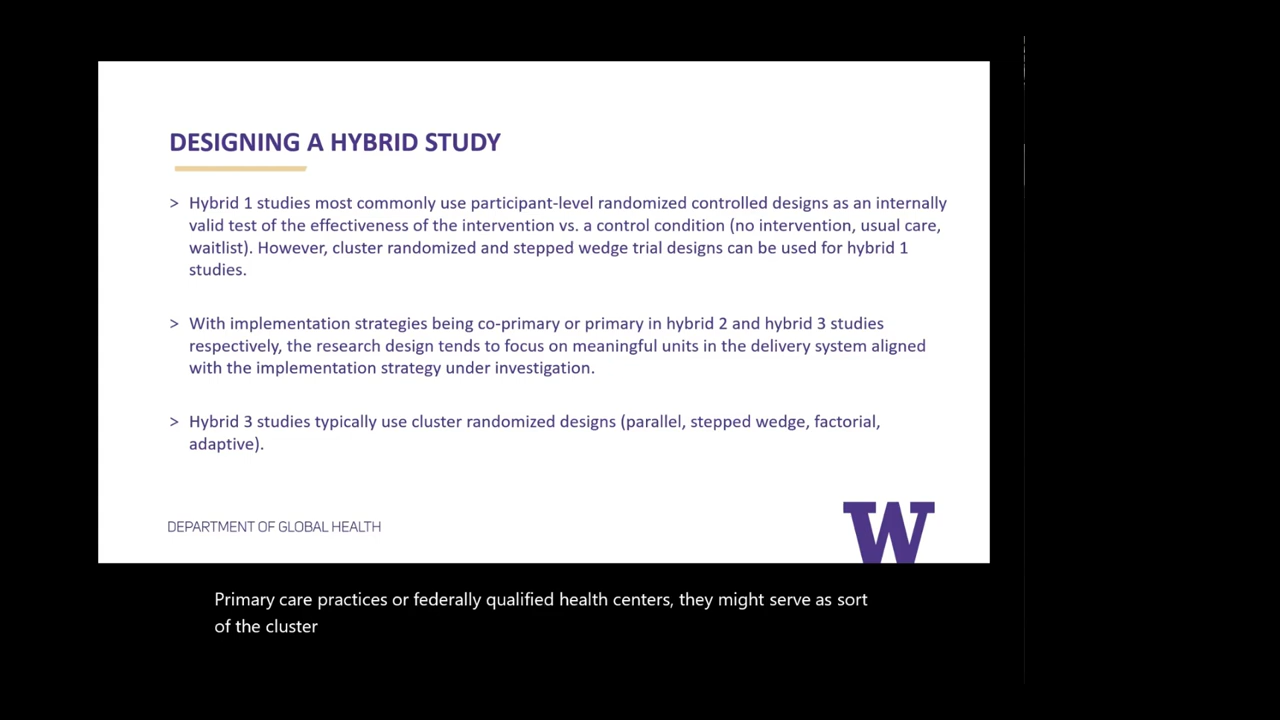 DESIGNING A HYBRID STUDY
> Hybrid 1 studies most commonly use participant-level randomized controlled designs as an internally
valid test of the effectiveness of the intervention vs. a control condition (no intervention, usual care,
waitlist). However, cluster randomized and stepped wedge trial designs can be used for hybrid 1
studies.
> With implementation strategies being co-primary or primary in hybrid 2 and hybrid 3 studies
respectively, the research design tends to focus on meaningful units in the delivery system aligned
with the implementation strategy under investigation.
> Hybrid 3 studies typically use cluster randomized designs (parallel, stepped wedge, factorial,
adaptive).
DEPARTMENT OF GLOBAL HEALTH
W
Primary care practices or federally qualified health centers, they might serve as sort
of the cluster